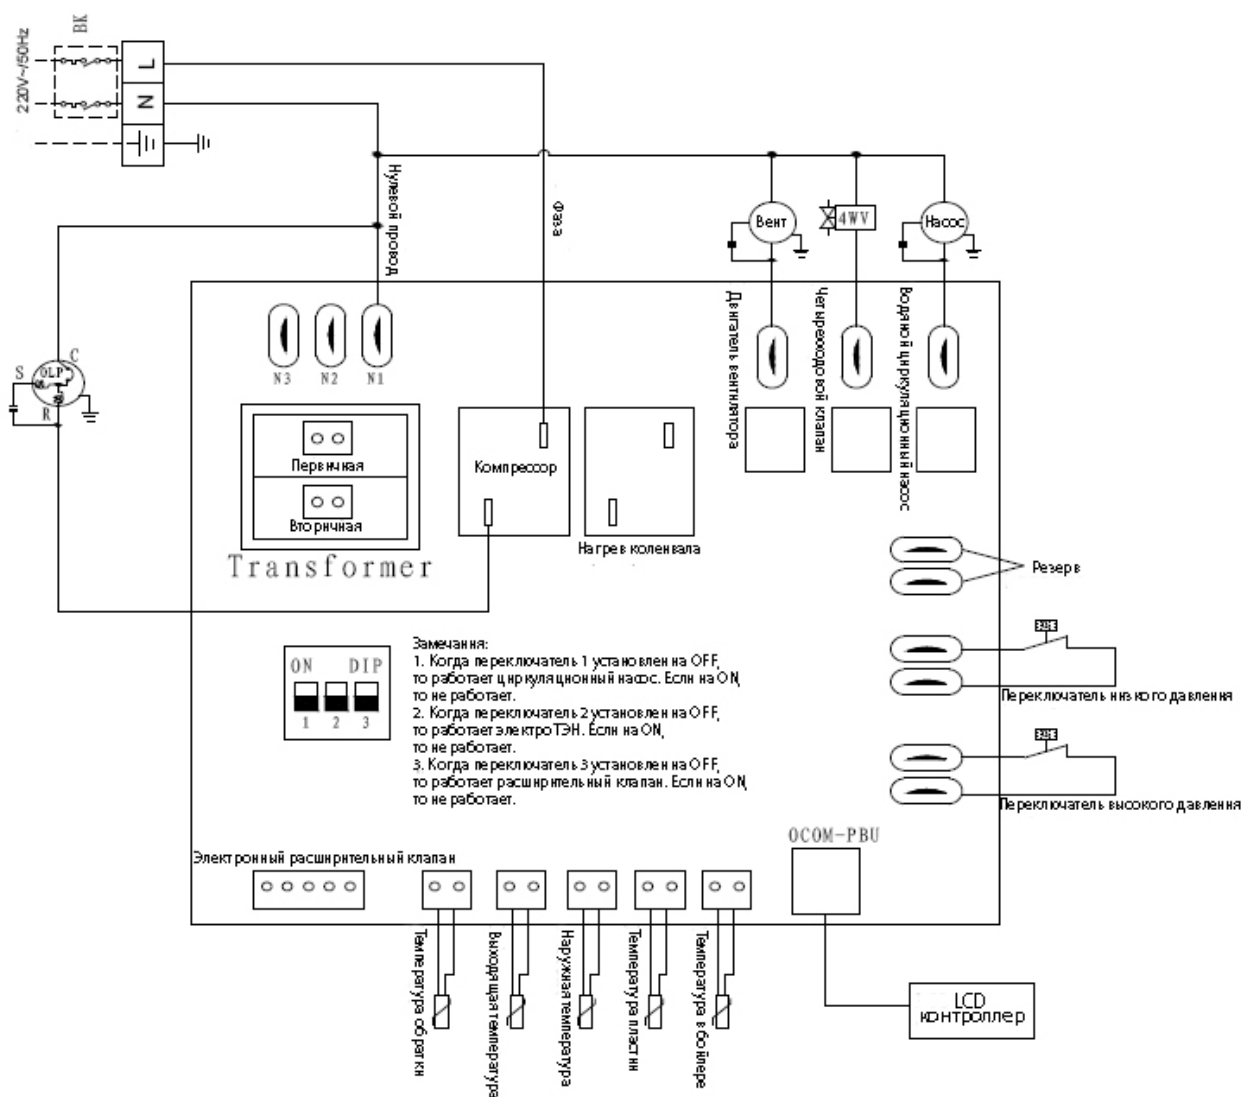 BK
220V~/50Hz
L
N
Нулевой провод
Фаза
Вент
4WV
Насос
Двигатель вентилятора
Четырехходовой клапан
Водяной циркуляционный насос
N3
N2
N1
C
S
OLP
R
Первичная
Вторичная
Transformer
Компрессор
Нагрев коленвала
Резерв
Переключатель низкого давления
Переключатель высокого давления
ON
DIP
1
2
3
Замечания:
1. Когда переключатель 1 установлен на OFF,
то работает циркуляционный насос. Если на ON,
то не работает.
2. Когда переключатель 2 установлен на OFF,
то работает электроТЭН. Если на ON,
то не работает.
3. Когда переключатель 3 установлен на OFF,
то работает расширительный клапан. Если на ON,
то не работает.
OCOM-PBU
Электронный расширительный клапан
Температура обратки
Выходящая температура
Наружная температура
Температура пластин
Температура в бойлере
LCD
контроллер